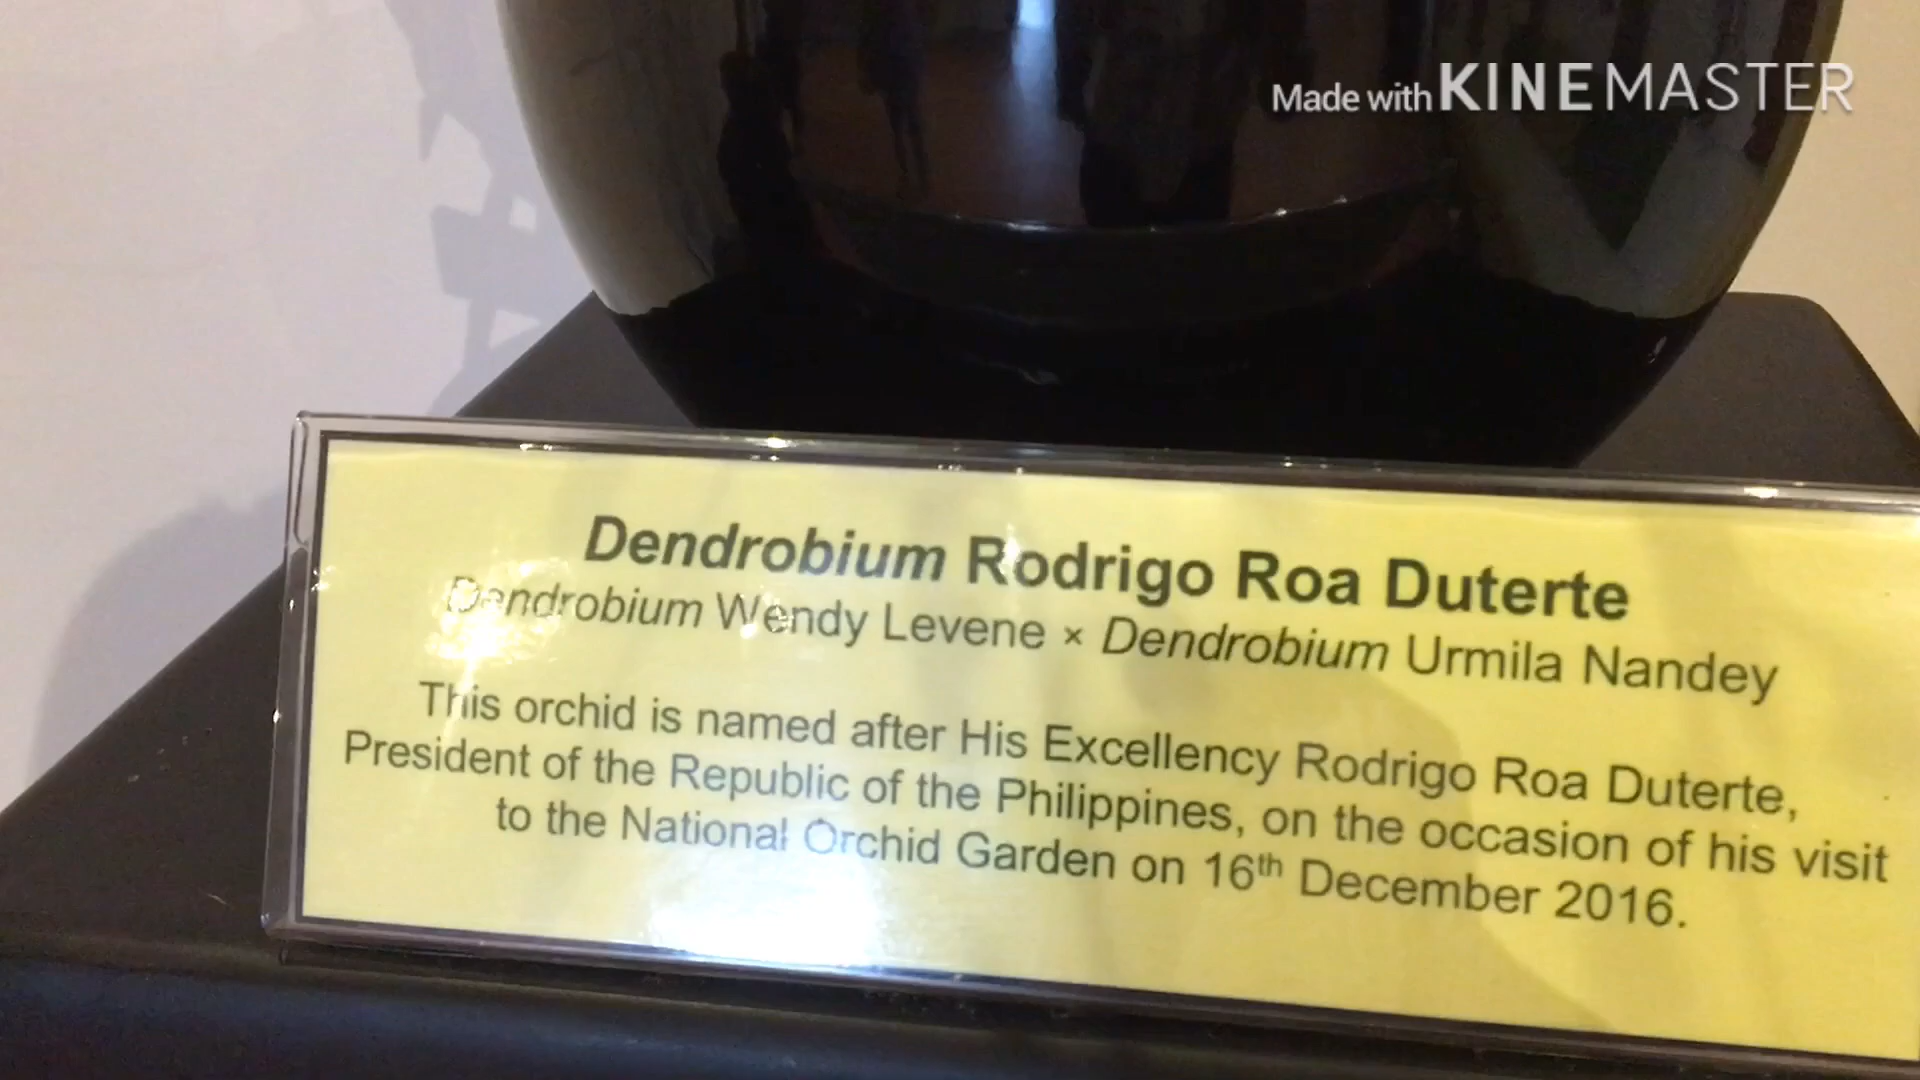 Made with KINEMASTER
Dendrobium Rodrigo Roa Duterte
Dendrobium Wendy Levene × Dendrobium Urmila Nandey
This orchid is named after His Excellency Rodrigo Roa Duterte,
President of the Republic of the Philippines, on the occasion of his visit
to the National Orchid Garden on 16th December 2016.